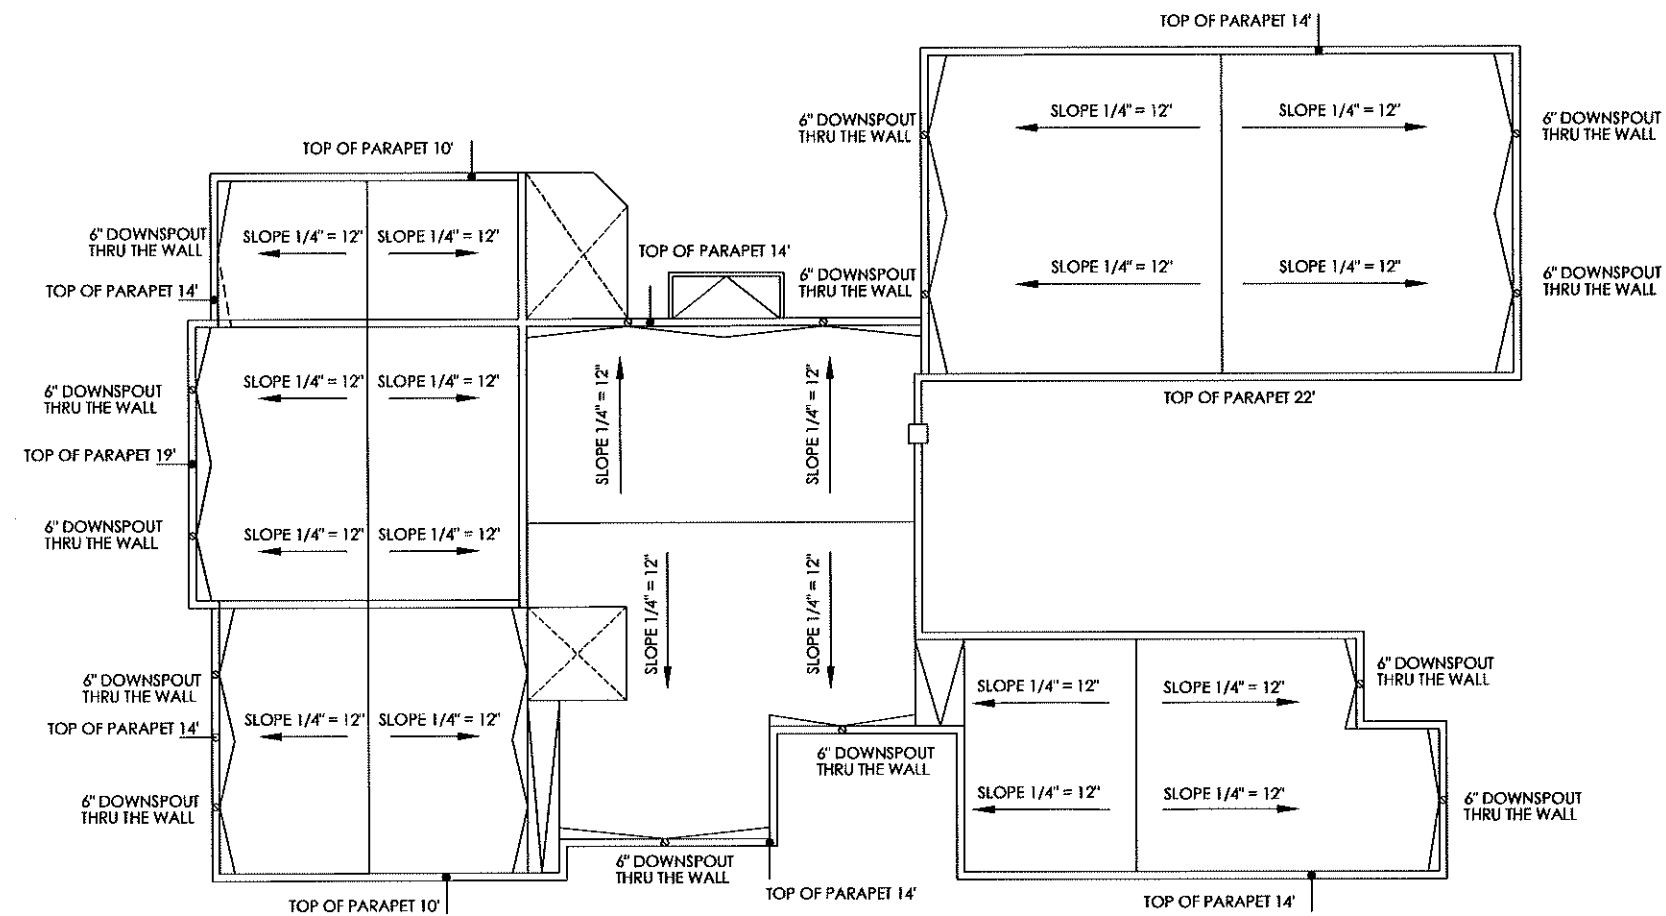 TOP OF PARAPET 14'
6" DOWNSPOUT
THRU THE WALL
SLOPE 1/4" = 12"
SLOPE 1/4" = 12"
6" DOWNSPOUT
THRU THE WALL
TOP OF PARAPET 10'
6" DOWNSPOUT
THRU THE WALL
SLOPE 1/4" = 12"
SLOPE 1/4" = 12"
TOP OF PARAPET 14'
6" DOWNSPOUT
THRU THE WALL
SLOPE 1/4" = 12"
SLOPE 1/4" = 12"
6" DOWNSPOUT
THRU THE WALL
TOP OF PARAPET 14'
6" DOWNSPOUT
THRU THE WALL
SLOPE 1/4" = 12"
SLOPE 1/4" = 12"
SLOPE 1/4" = 12"
SLOPE 1/4" = 12"
TOP OF PARAPET 22'
TOP OF PARAPET 19'
6" DOWNSPOUT
THRU THE WALL
SLOPE 1/4" = 12"
SLOPE 1/4" = 12"
SLOPE 1/4" = 12"
SLOPE 1/4" = 12"
6" DOWNSPOUT
THRU THE WALL
SLOPE 1/4" = 12"
SLOPE 1/4" = 12"
6" DOWNSPOUT
THRU THE WALL
TOP OF PARAPET 14'
SLOPE 1/4" = 12"
SLOPE 1/4" = 12"
6" DOWNSPOUT
THRU THE WALL
6" DOWNSPOUT
THRU THE WALL
SLOPE 1/4" = 12"
SLOPE 1/4" = 12"
6" DOWNSPOUT
THRU THE WALL
6" DOWNSPOUT
THRU THE WALL
TOP OF PARAPET 10'
TOP OF PARAPET 14'
TOP OF PARAPET 14'